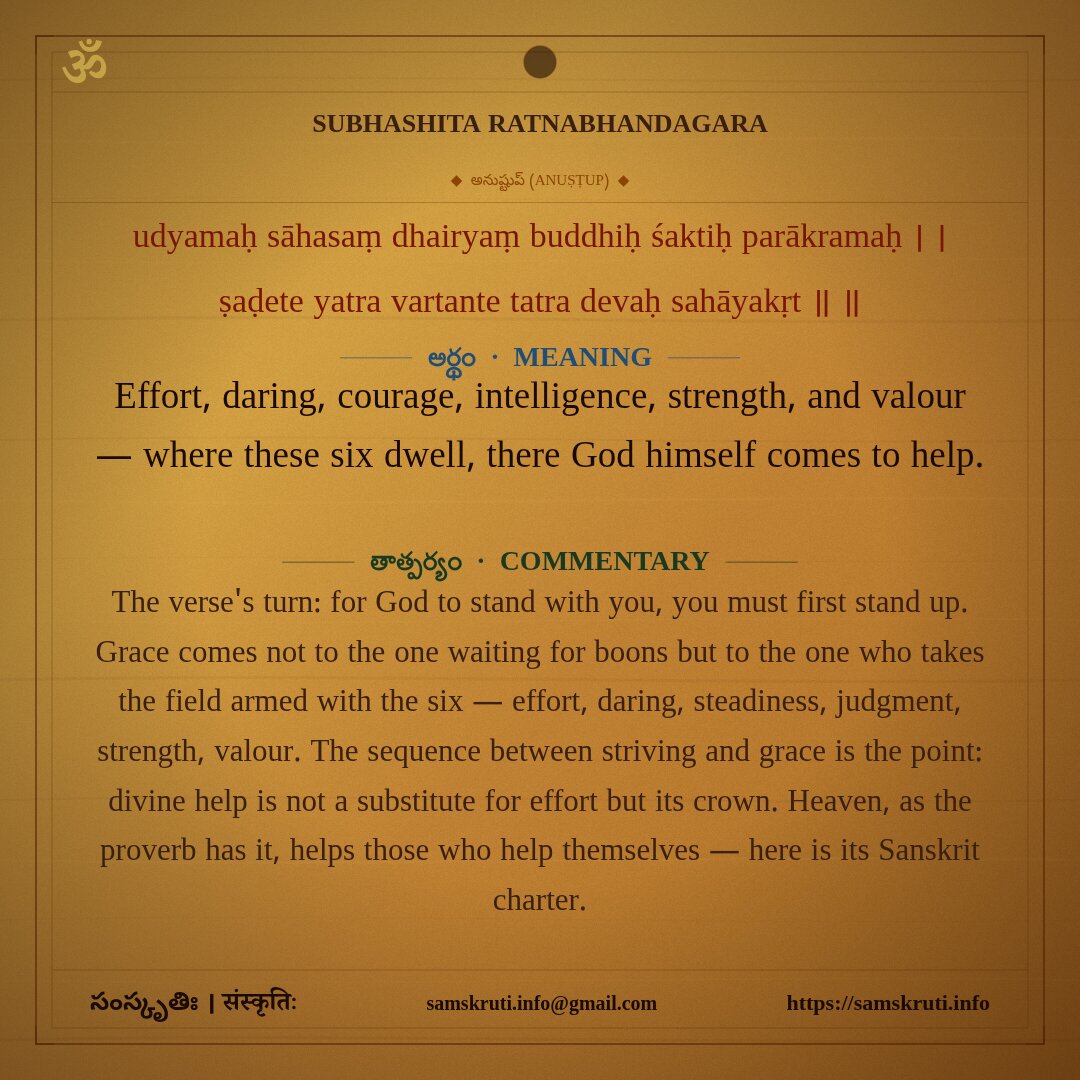 ॐ
SUBHASHITA RATNABHANDAGARA
◆ అనుష్టుప్ (ANUṢṬUP) ◆
udyamaḥ sāhasaṃ dhairyaṃ buddhiḥ śaktiḥ parākramaḥ | |
ṣaḍete yatra vartante tatra devaḥ sahāyakṛt ‖ ‖
అర్థం · MEANING
Effort, daring, courage, intelligence, strength, and valour
— where these six dwell, there God himself comes to help.
తాత్పర్యం · COMMENTARY
The verse's turn: for God to stand with you, you must first stand up.
Grace comes not to the one waiting for boons but to the one who takes
the field armed with the six — effort, daring, steadiness, judgment,
strength, valour. The sequence between striving and grace is the point:
divine help is not a substitute for effort but its crown. Heaven, as the
proverb has it, helps those who help themselves — here is its Sanskrit
charter.
సంస్కృతిః | संस्कृतिः samskruti.info@gmail.com https://samskruti.info